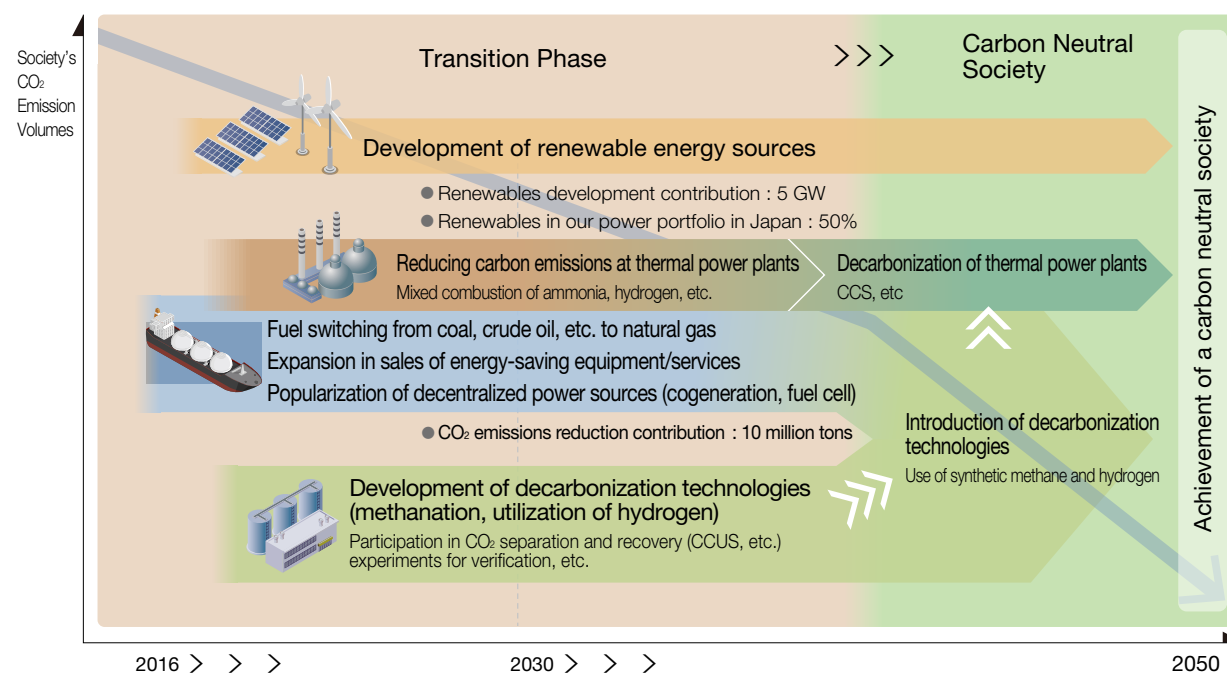 Society's
CO₂
Emission
Volumes
Transition Phase
Carbon Neutral
Society
Development of renewable energy sources
● Renewables development contribution : 5 GW
● Renewables in our power portfolio in Japan : 50%
Reducing carbon emissions at thermal power plants
Mixed combustion of ammonia, hydrogen, etc.
Decarbonization of thermal power plants
CCS, etc
Fuel switching from coal, crude oil, etc. to natural gas
Expansion in sales of energy-saving equipment/services
Popularization of decentralized power sources (cogeneration, fuel cell)
● CO₂ emissions reduction contribution : 10 million tons
Introduction of decarbonization
technologies
Use of synthetic methane and hydrogen
Development of decarbonization technologies
(methanation, utilization of hydrogen)
Participation in CO₂ separation and recovery (CCUS, etc.)
experiments for verification, etc.
Achievement of a carbon neutral society
2016
2030
2050